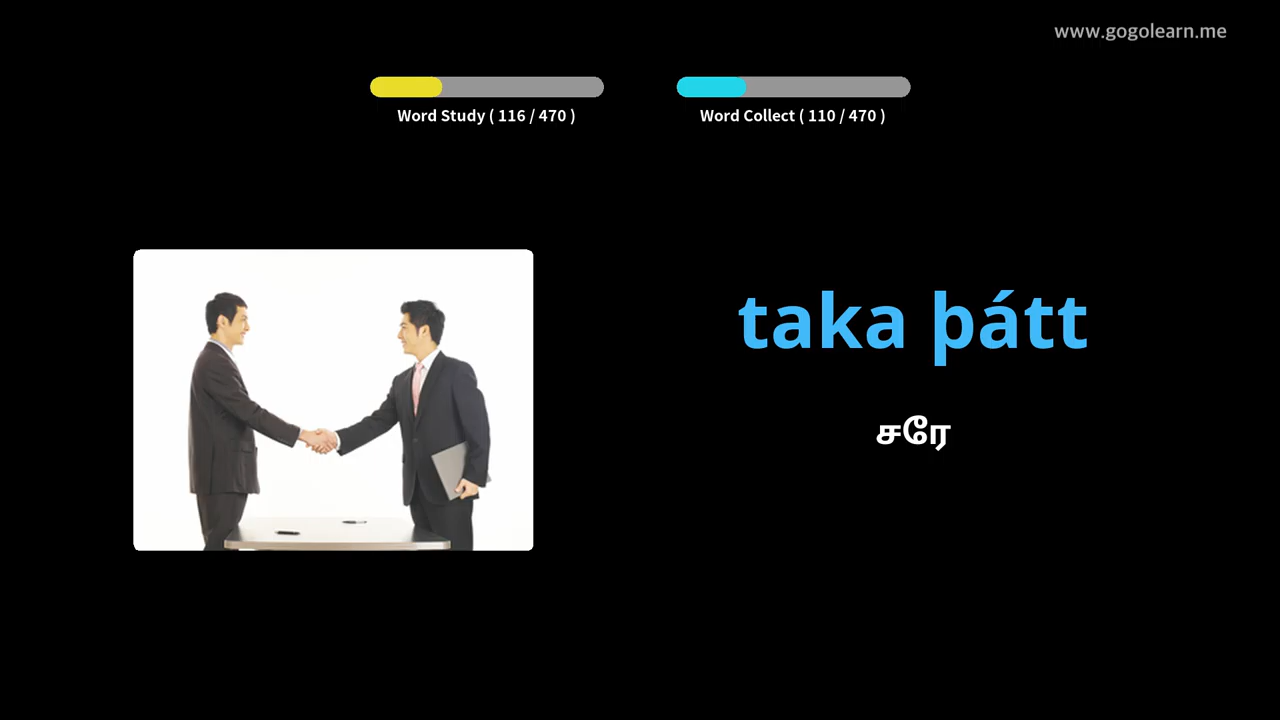 www.gogolearn.me
Word Study ( 116 / 470 )
Word Collect ( 110 / 470 )
taka þátt
சரே